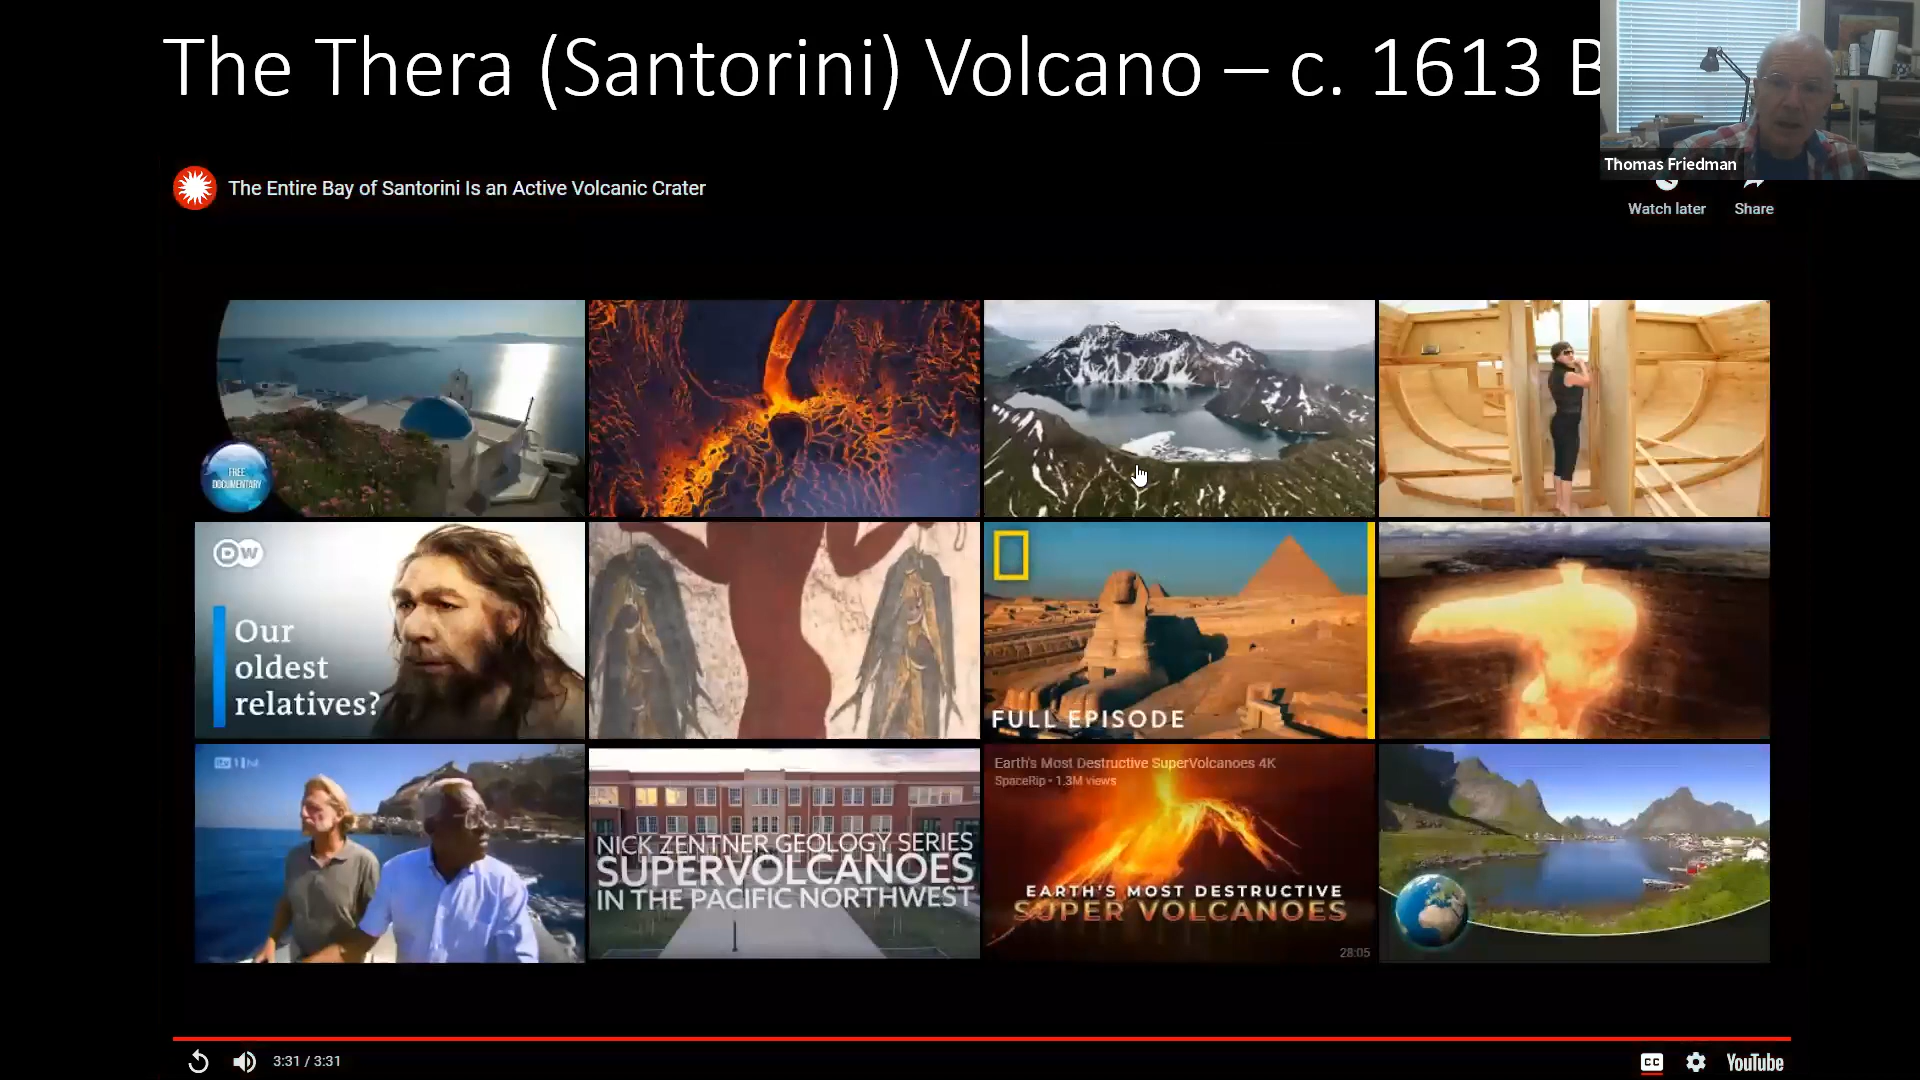 The Thera (Santorini) Volcano – c. 1613 B
Thomas Friedman
The Entire Bay of Santorini Is an Active Volcanic Crater
Watch later
Share
FREE
DOCUMENTARY
DW
Our
oldest
relatives?
FULL EPISODE
itv
NICK ZENTNER GEOLOGY SERIES
SUPERVOLCANOES
IN THE PACIFIC NORTHWEST
Earth's Most Destructive SuperVolcanoes 4K
SpaceRip • 1.3M views
EARTH'S MOST DESTRUCTIVE
SUPER VOLCANOES
28:05
3:31 / 3:31
CC
YouTube